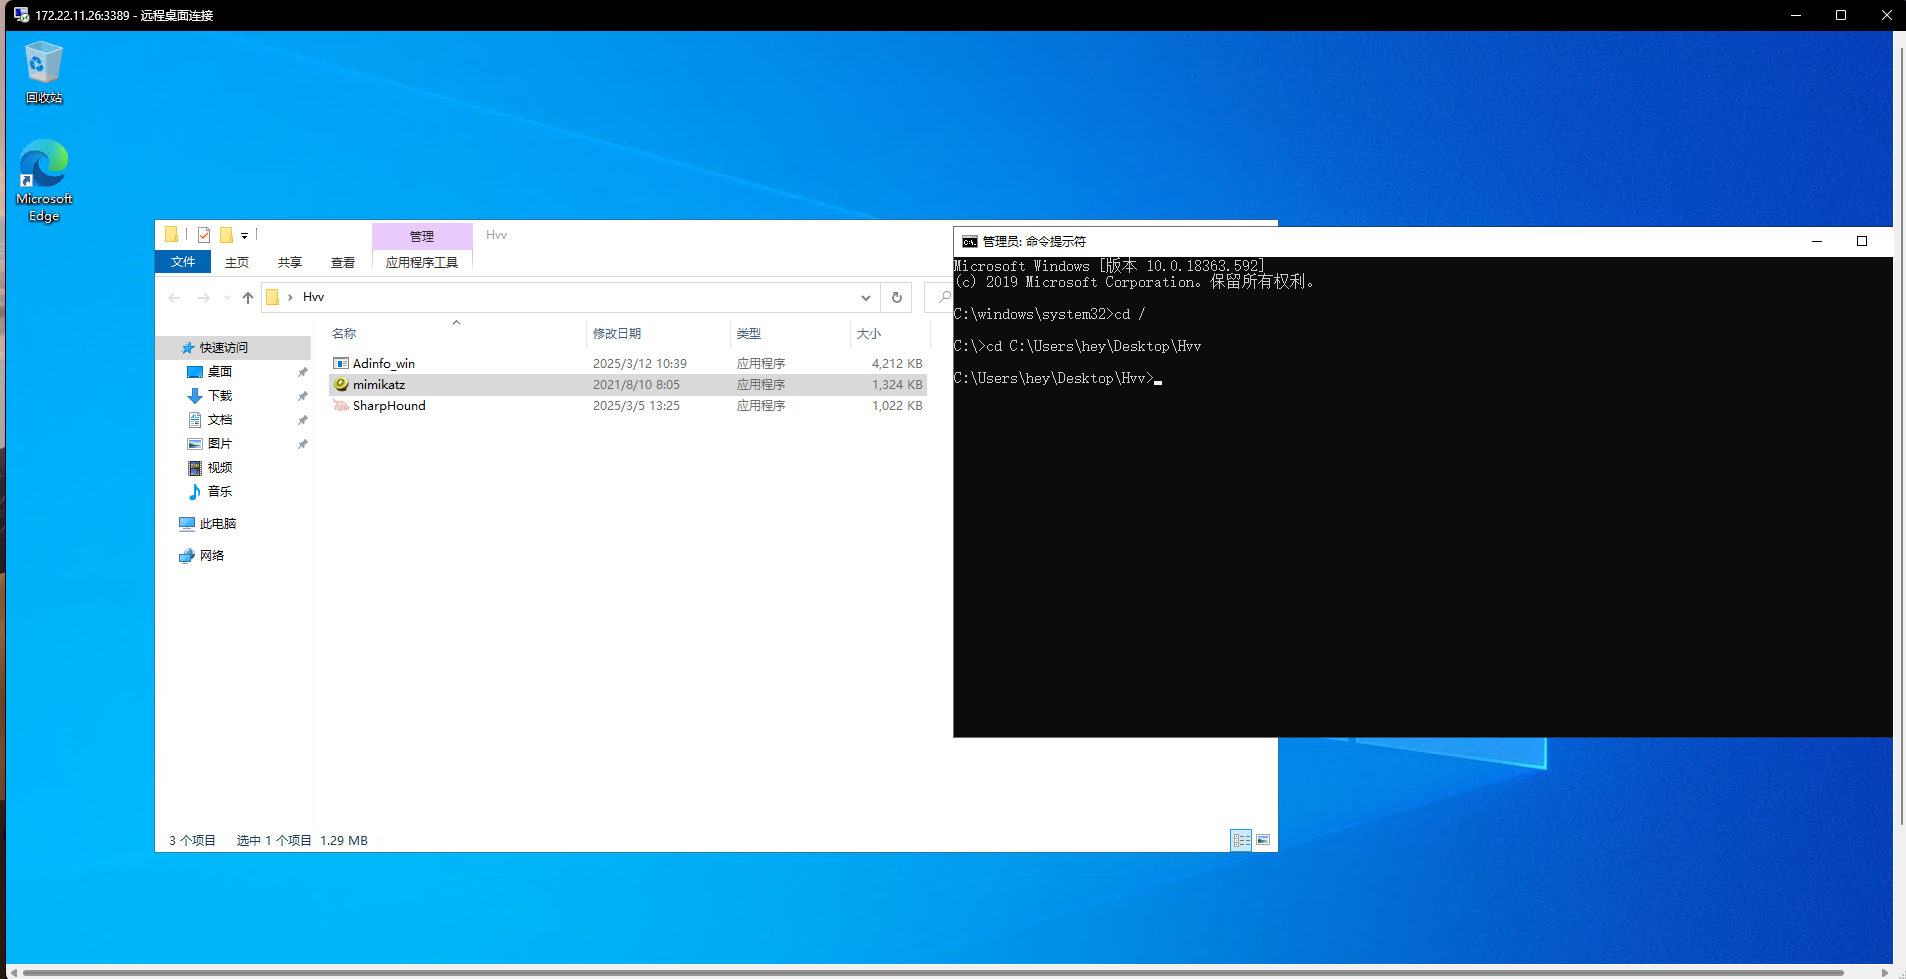 172.22.11.26:3389 - 远程桌面连接
回收站
Microsoft
Edge
管理
Hvv
文件
主页
共享
查看
应用程序工具
Hvv
名称
修改日期
类型
大小
Adinfo_win
2025/3/12 10:39
应用程序
4,212 KB
mimikatz
2021/8/10 8:05
应用程序
1,324 KB
SharpHound
2025/3/5 13:25
应用程序
1,022 KB
快速访问
桌面
下载
文档
图片
视频
音乐
此电脑
网络
3 个项目
选中 1 个项目 1.29 MB
管理员: 命令提示符
Microsoft Windows [版本 10.0.18363.592]
(c) 2019 Microsoft Corporation。保留所有权利。
C:\windows\system32>cd /
C:\>cd C:\Users\hey\Desktop\Hvv
C:\Users\hey\Desktop\Hvv>